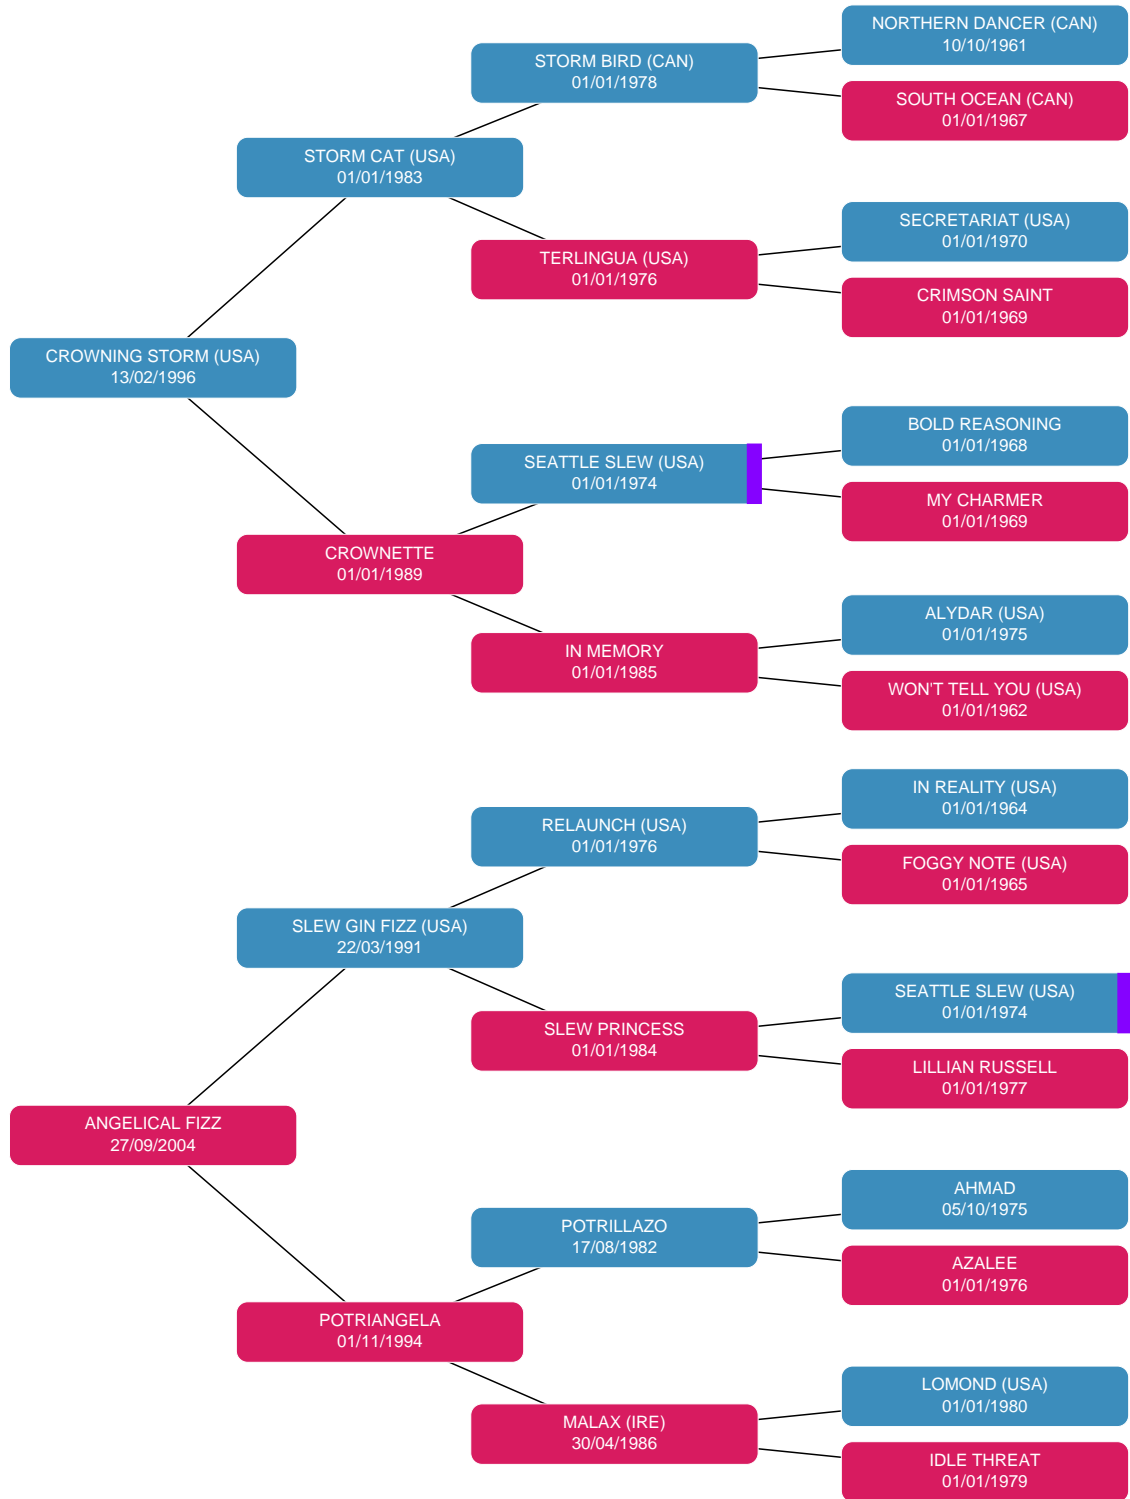 NORTHERN DANCER (CAN)
10/10/1961
STORM BIRD (CAN)
01/01/1978
SOUTH OCEAN (CAN)
01/01/1967
STORM CAT (USA)
01/01/1983
SECRETARIAT (USA)
01/01/1970
TERLINGUA (USA)
01/01/1976
CRIMSON SAINT
01/01/1969
CROWNING STORM (USA)
13/02/1996
BOLD REASONING
01/01/1968
SEATTLE SLEW (USA)
01/01/1974
MY CHARMER
01/01/1969
CROWNETTE
01/01/1989
ALYDAR (USA)
01/01/1975
IN MEMORY
01/01/1985
WON'T TELL YOU (USA)
01/01/1962
IN REALITY (USA)
01/01/1964
RELAUNCH (USA)
01/01/1976
FOGGY NOTE (USA)
01/01/1965
SLEW GIN FIZZ (USA)
22/03/1991
SEATTLE SLEW (USA)
01/01/1974
SLEW PRINCESS
01/01/1984
LILLIAN RUSSELL
01/01/1977
ANGELICAL FIZZ
27/09/2004
AHMAD
05/10/1975
POTRILLAZO
17/08/1982
AZALEE
01/01/1976
POTRIANGELA
01/11/1994
LOMOND (USA)
01/01/1980
MALAX (IRE)
30/04/1986
IDLE THREAT
01/01/1979